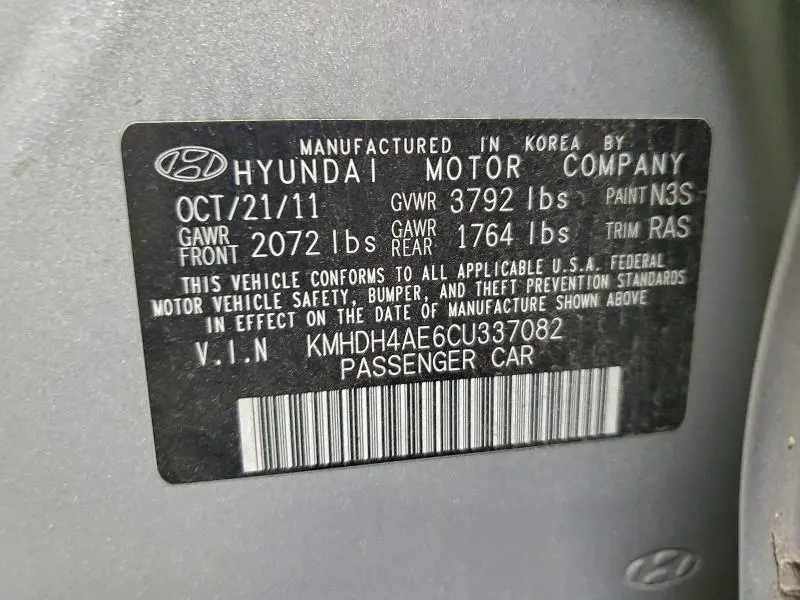 MANUFACTURED IN KOREA BY
HYUNDAI MOTOR COMPANY
OCT/21/11 GVWR 3792 lbs PAINT N3S
GAWR FRONT 2072 lbs GAWR REAR 1764 lbs TRIM RAS
THIS VEHICLE CONFORMS TO ALL APPLICABLE U.S.A. FEDERAL
MOTOR VEHICLE SAFETY, BUMPER, AND THEFT PREVENTION STANDARDS
IN EFFECT ON THE DATE OF MANUFACTURE SHOWN ABOVE
V.I.N KMHDH4AE6CU337082
PASSENGER CAR